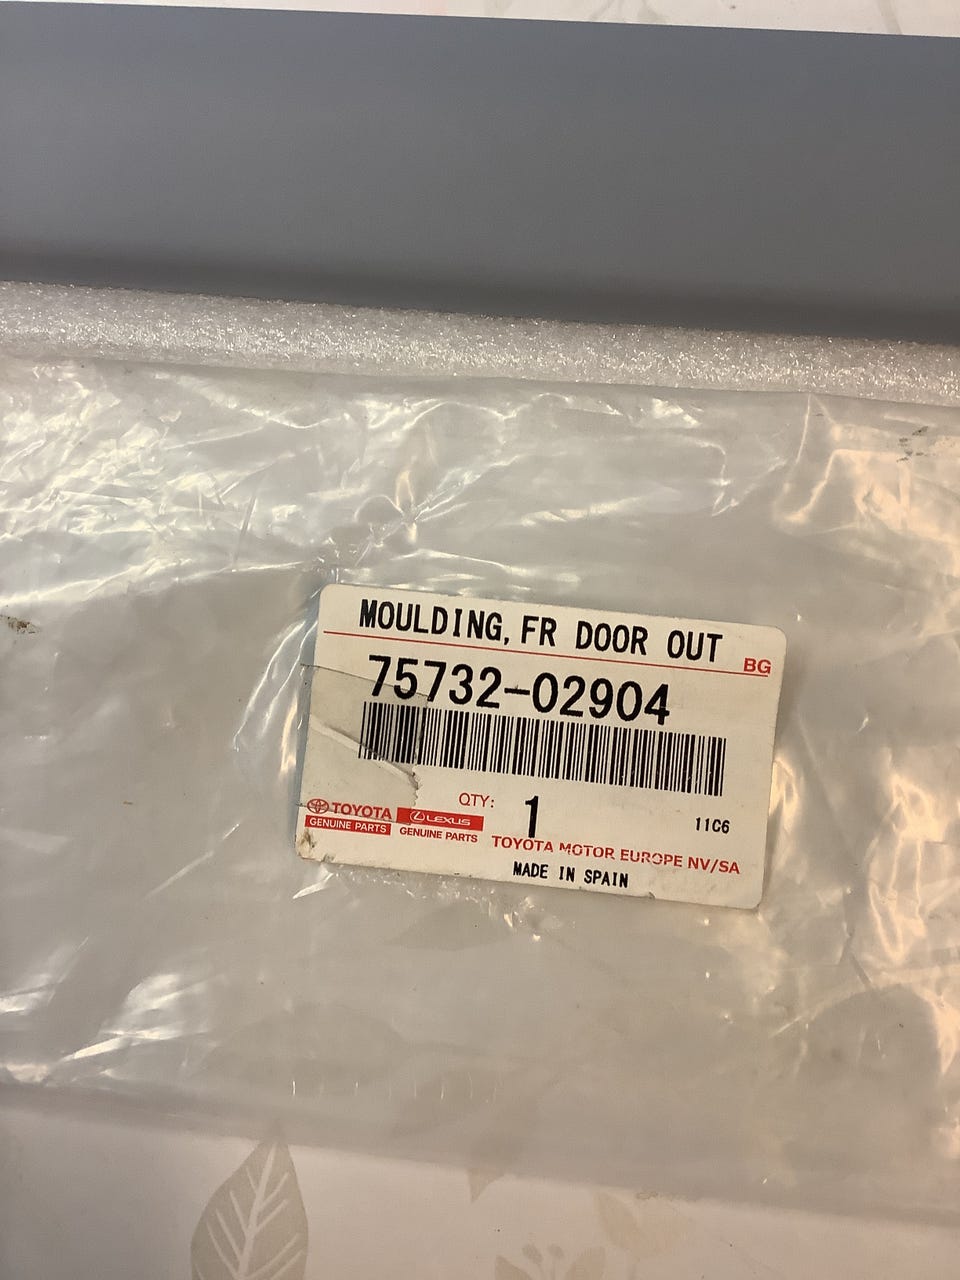 MOULDING, FR DOOR OUT
BG
75732-02904
QTY: 1
11C6
TOYOTA
GENUINE PARTS
LEXUS
GENUINE PARTS
TOYOTA MOTOR EUROPE NV/SA
MADE IN SPAIN